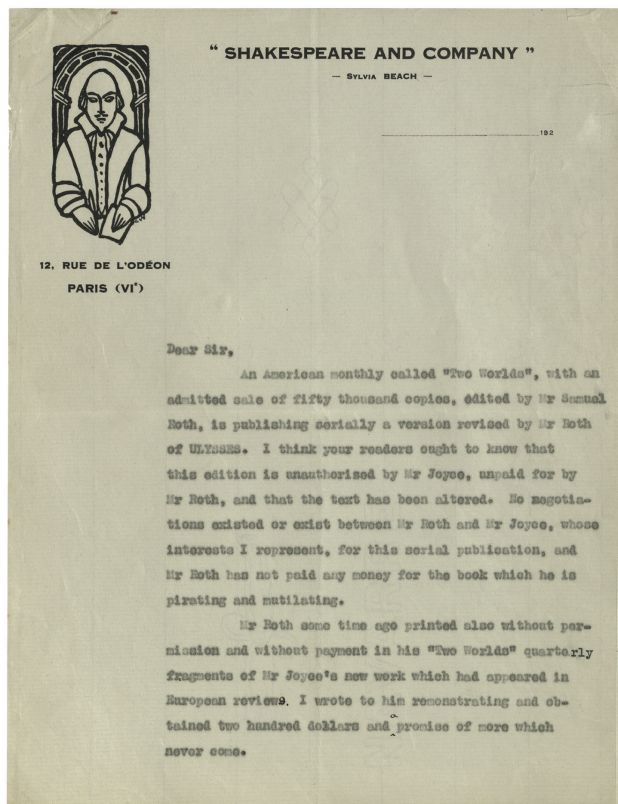 “ SHAKESPEARE AND COMPANY ”
— Sylvia BEACH —
192
12, RUE DE L'ODÉON
PARIS (VIe)
Dear Sir,
An American monthly called "Two Worlds", with an
admitted sale of fifty thousand copies, edited by Mr Samuel
Roth, is publishing serially a version revised by Mr Roth
of ULYSSES. I think your readers ought to know that
this edition is unauthorised by Mr Joyce, unpaid for by
Mr Roth, and that the text has been altered. No negotia-
tions existed or exist between Mr Roth and Mr Joyce, whose
interests I represent, for this serial publication, and
Mr Roth has not paid any money for the book which he is
pirating and mutilating.
Mr Roth some time ago printed also without per-
mission and without payment in his "Two Worlds" quarterly
fragments of Mr Joyce's new work which had appeared in
European reviews. I wrote to him remonstrating and ob-
tained two hundred dollars and a promise of more which
never come.